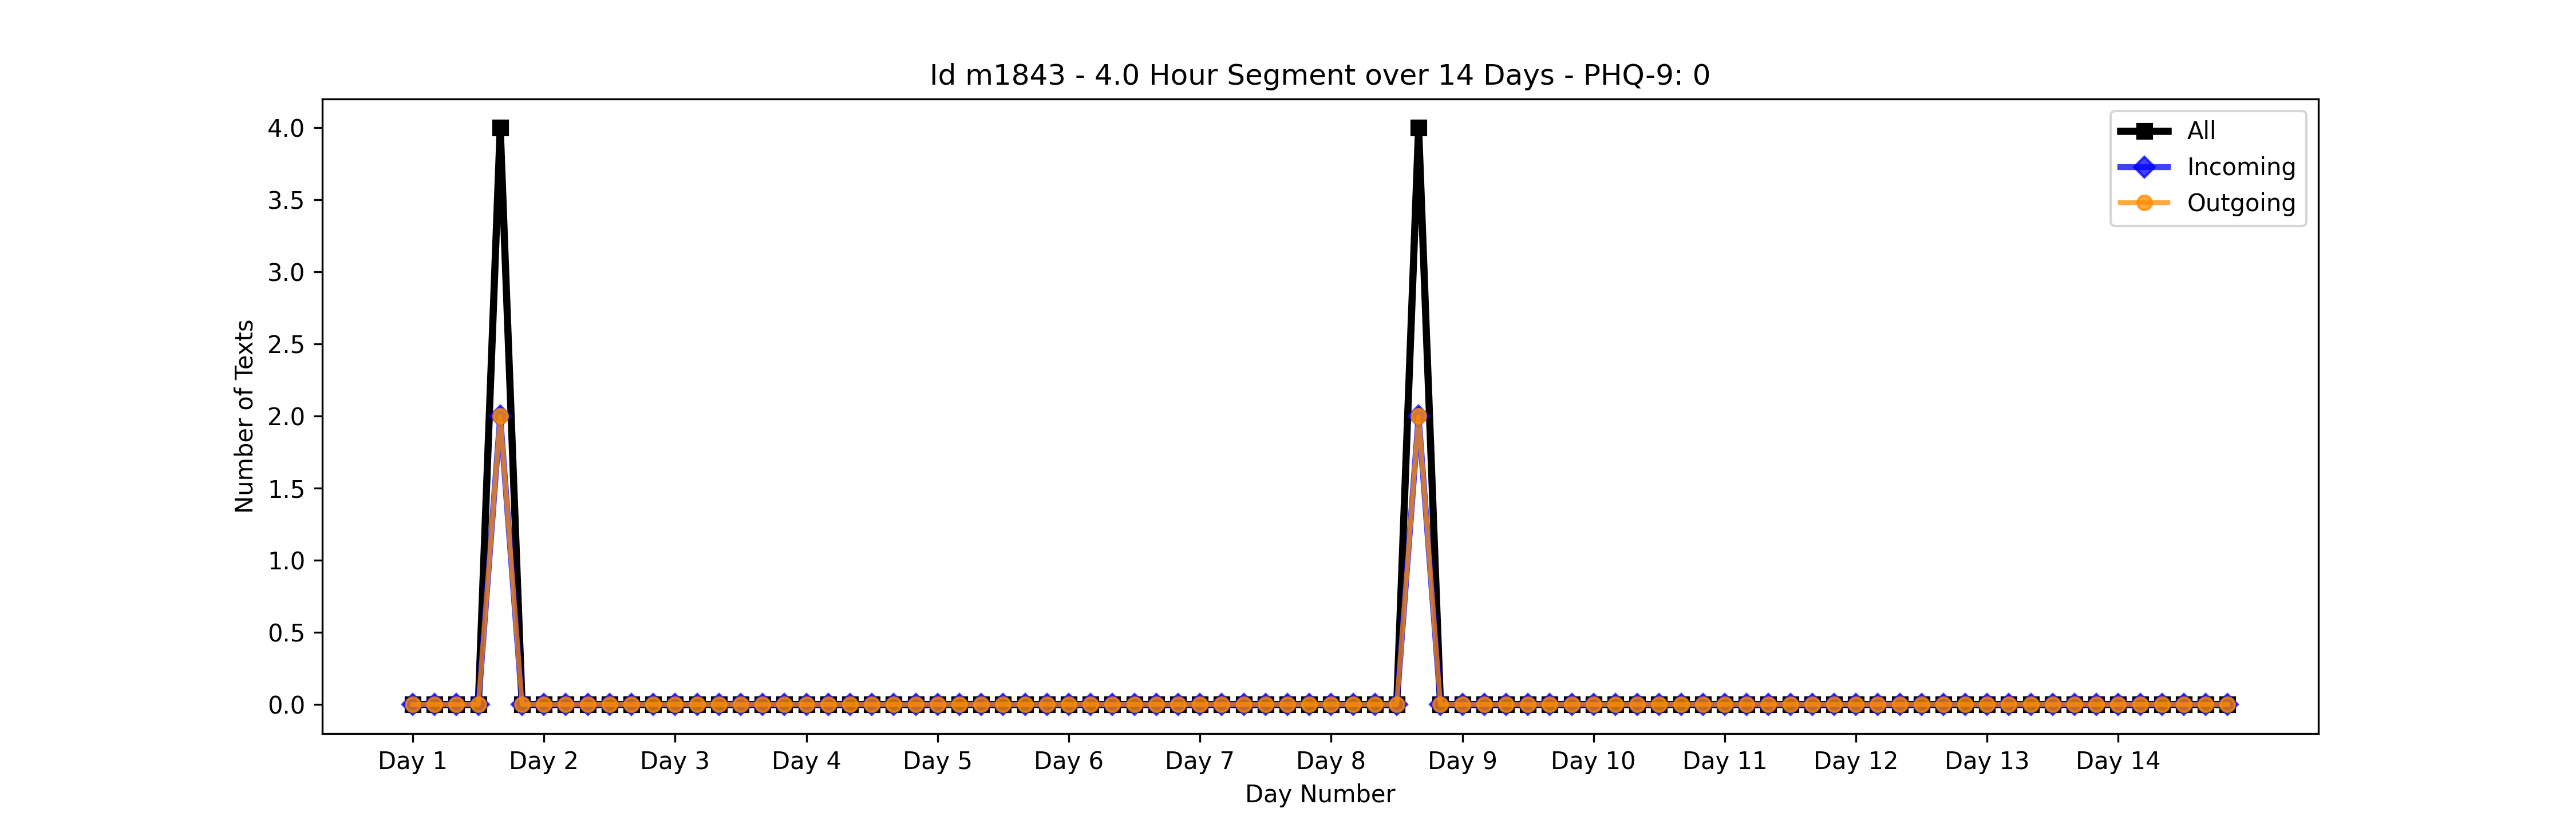 Id m1843 - 4.0 Hour Segment over 14 Days - PHQ-9: 0
All
Incoming
Outgoing
Number of Texts
4.0
3.5
3.0
2.5
2.0
1.5
1.0
0.5
0.0
Day 1 Day 2 Day 3 Day 4 Day 5 Day 6 Day 7 Day 8 Day 9 Day 10 Day 11 Day 12 Day 13 Day 14
Day Number